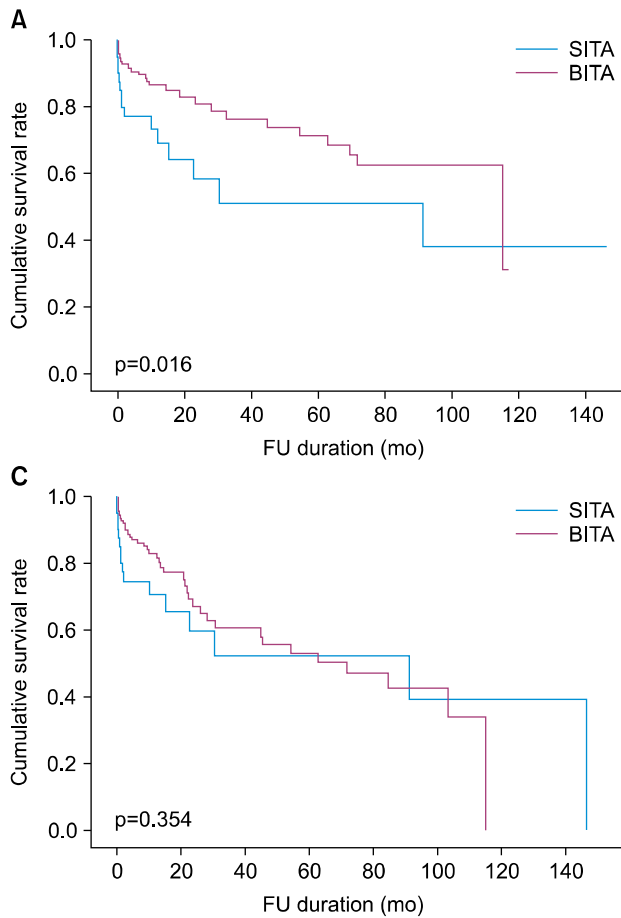 A
SITA
BITA
1.0
0.8
0.6
0.4
0.2
0.0
Cumulative survival rate
p=0.016
0 20 40 60 80 100 120 140
FU duration (mo)
C
SITA
BITA
1.0
0.8
0.6
0.4
0.2
0.0
Cumulative survival rate
p=0.354
0 20 40 60 80 100 120 140
FU duration (mo)